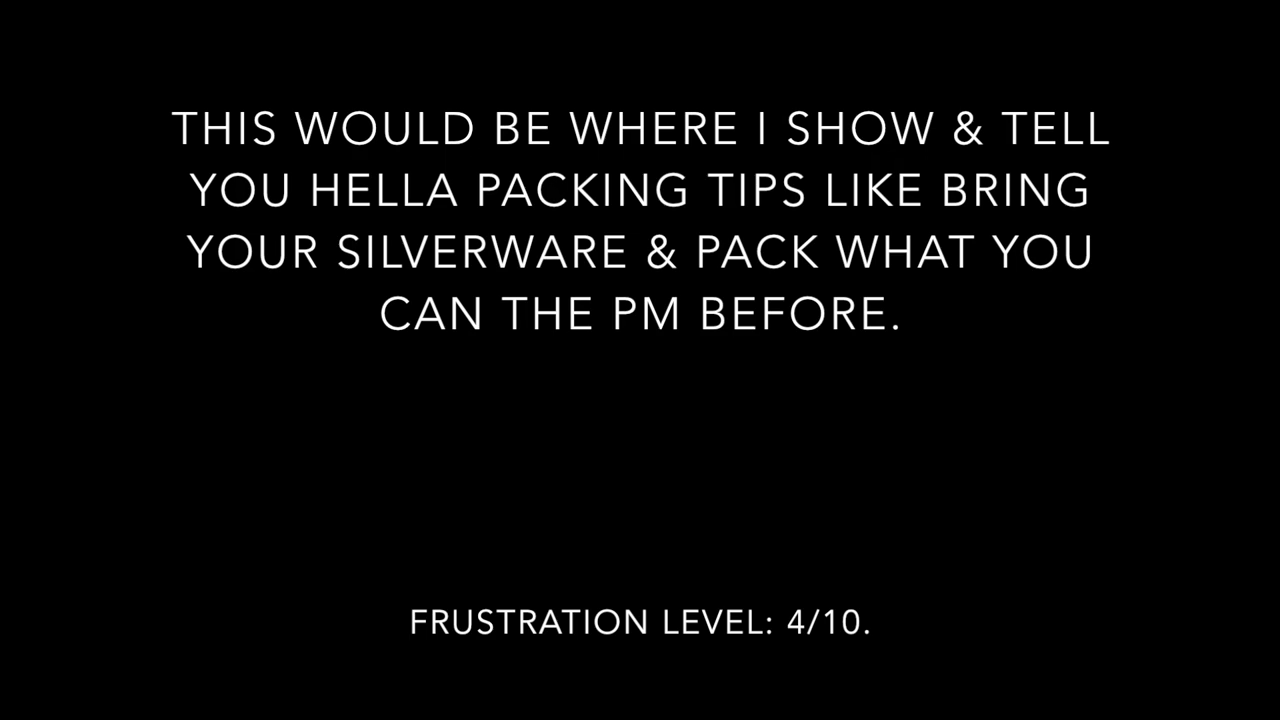 THIS WOULD BE WHERE I SHOW & TELL
YOU HELLA PACKING TIPS LIKE BRING
YOUR SILVERWARE & PACK WHAT YOU
CAN THE PM BEFORE.
FRUSTRATION LEVEL: 4/10.